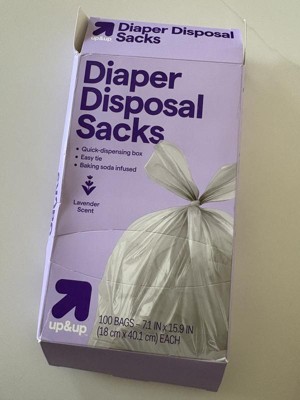 up&up
Diaper Disposal
Sacks
Diaper
Disposal
Sacks
• Quick-dispensing box
• Easy tie
• Baking soda infused
Lavender
Scent
up&up
100 BAGS – 7.1 IN x 15.9 IN
(18 cm x 40.1 cm) EACH